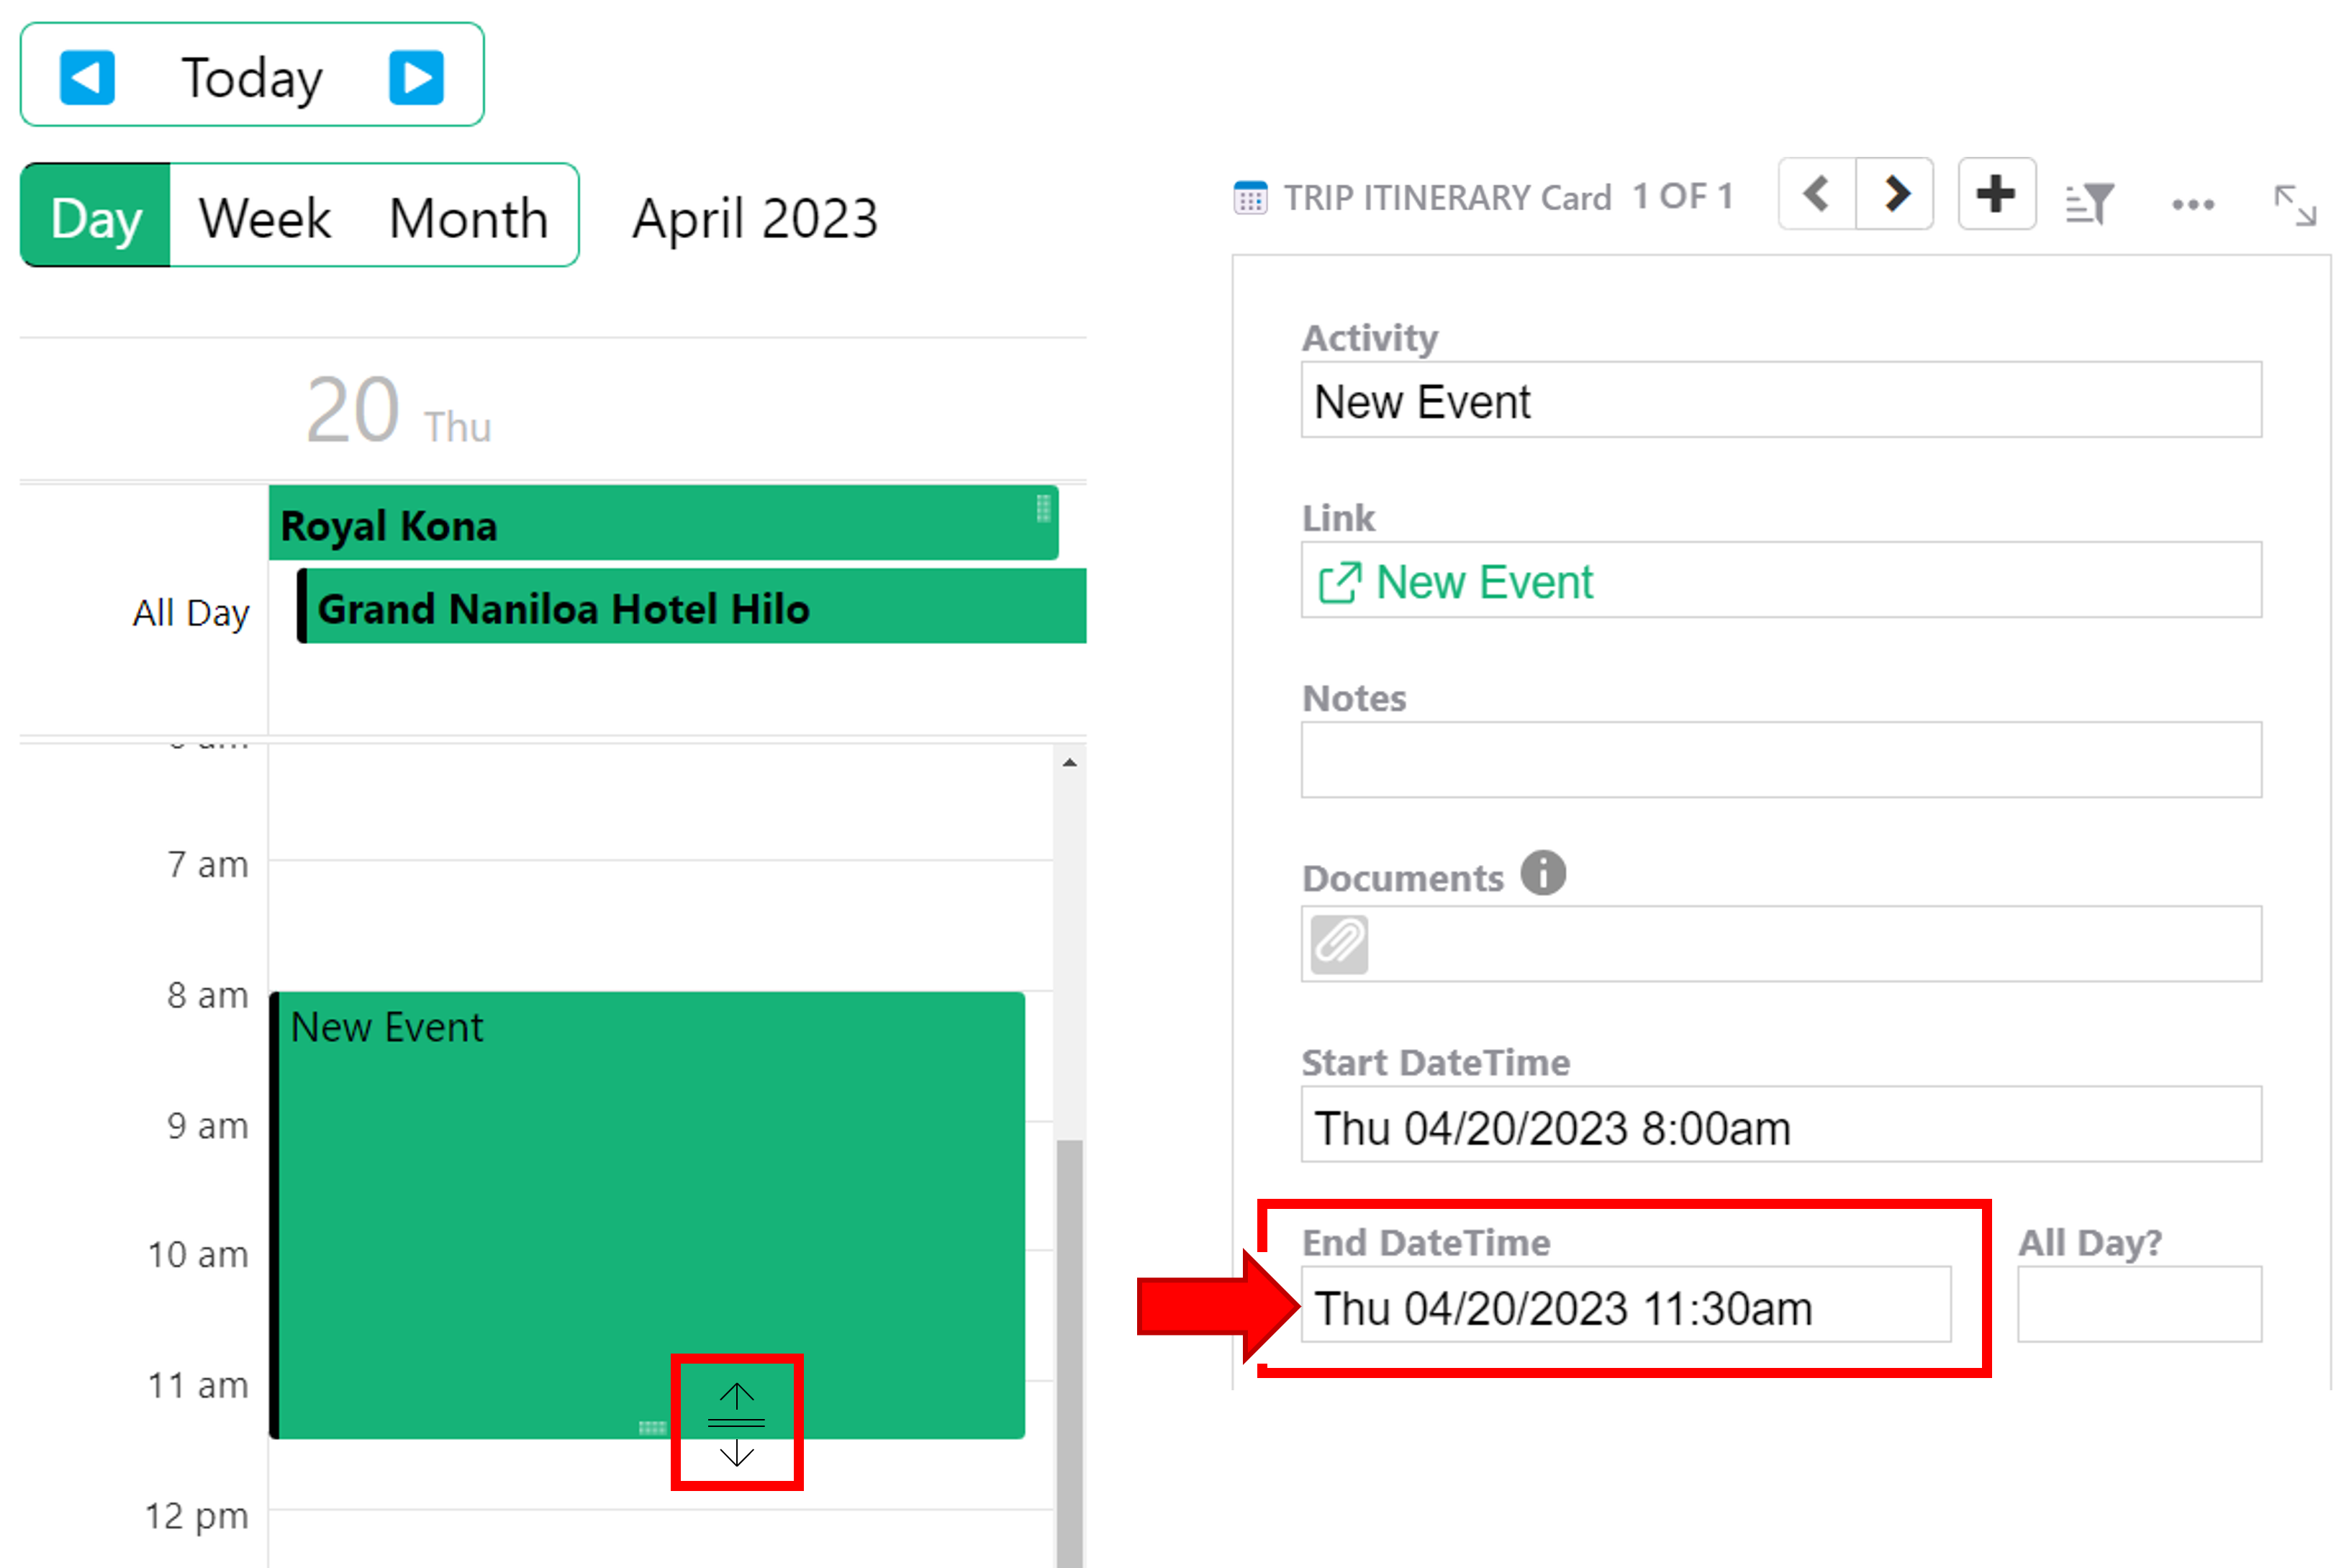 Today
Day Week Month April 2023
20 Thu
Royal Kona
All Day
Grand Naniloa Hotel Hilo
7 am
8 am
New Event
9 am
10 am
11 am
12 pm
TRIP ITINERARY Card 1 OF 1
Activity
New Event
Link
New Event
Notes
Documents
Start DateTime
Thu 04/20/2023 8:00am
End DateTime All Day?
Thu 04/20/2023 11:30am